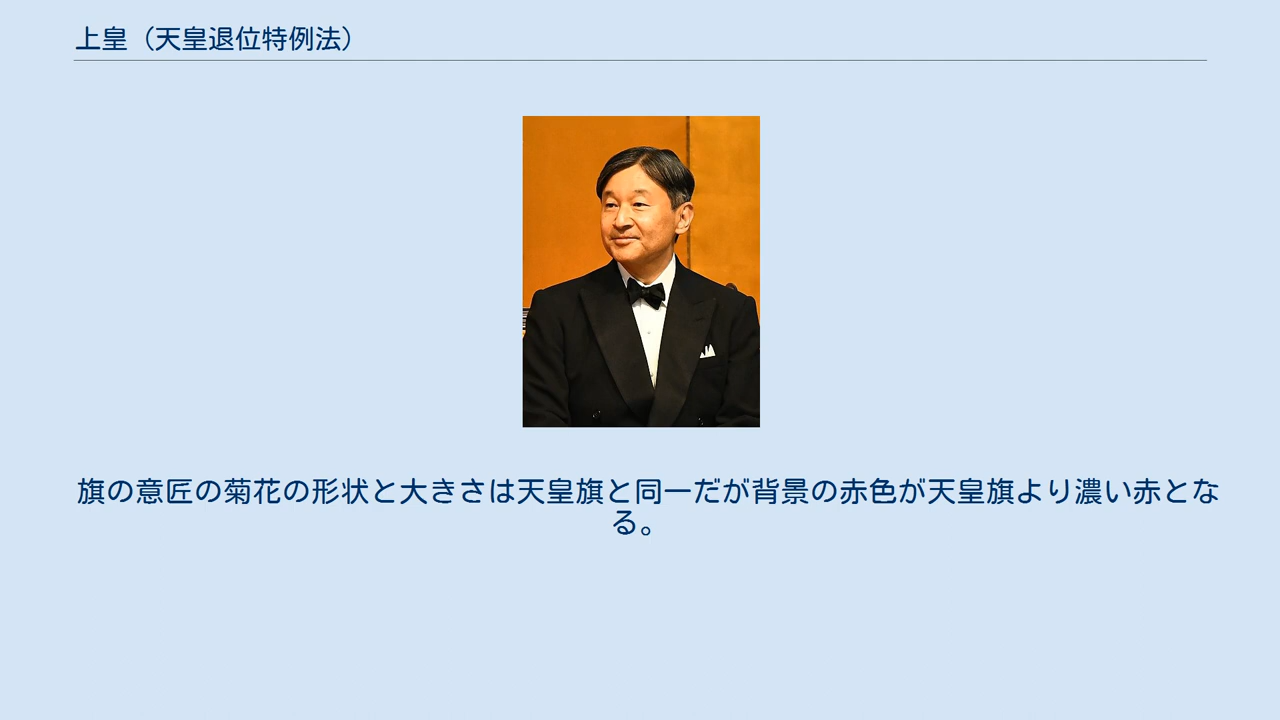 上皇（天皇退位特例法）
旗の意匠の菊花の形状と大きさは天皇旗と同一だが背景の赤色が天皇旗より濃い赤とな
る。